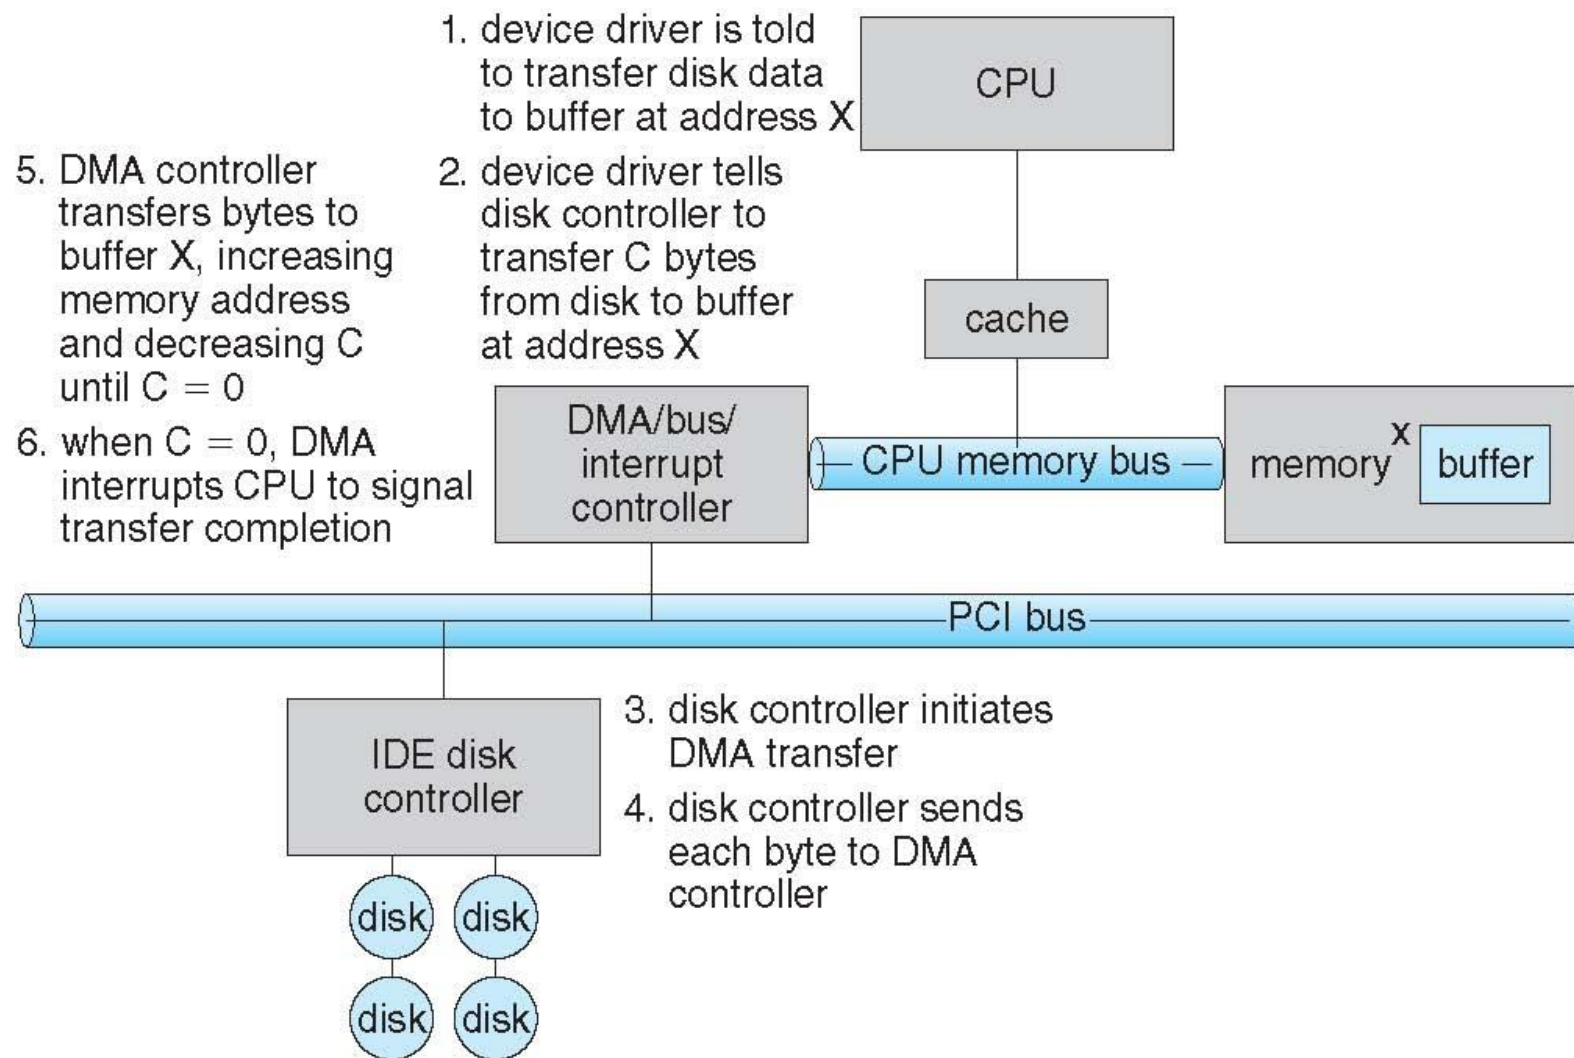 1. device driver is told
to transfer disk data
to buffer at address X
CPU
5. DMA controller
transfers bytes to
buffer X, increasing
memory address
and decreasing C
until C = 0
2. device driver tells
disk controller to
transfer C bytes
from disk to buffer
at address X
cache
6. when C = 0, DMA
interrupts CPU to signal
transfer completion
DMA/bus/
interrupt
controller
CPU memory bus
memory
X
buffer
PCI bus
IDE disk
controller
3. disk controller initiates
DMA transfer
4. disk controller sends
each byte to DMA
controller
disk
disk
disk
disk